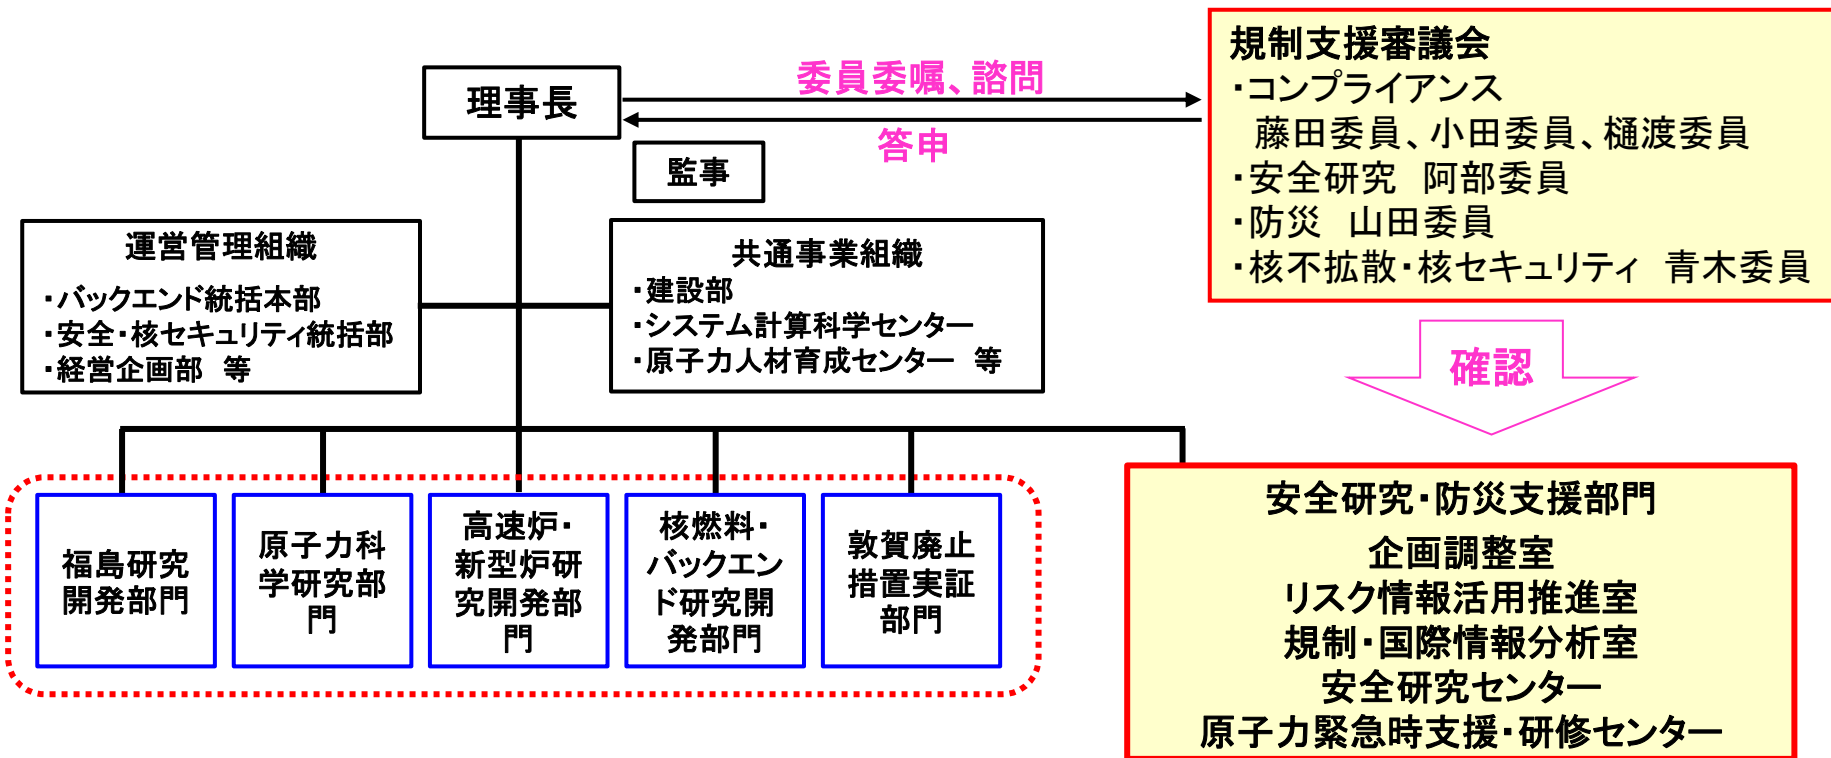 理事長
委員委嘱、諮問
答申
監事
規制支援審議会
・コンプライアンス
藤田委員、小田委員、樋渡委員
・安全研究　阿部委員
・防災　山田委員
・核不拡散・核セキュリティ　青木委員
確認
運営管理組織
・バックエンド統括本部
・安全・核セキュリティ統括部
・経営企画部　等
共通事業組織
・建設部
・システム計算科学センター
・原子力人材育成センター　等
福島研究
開発部門
原子力科
学研究部
門
高速炉・
新型炉研
究開発部
門
核燃料・
バックエン
ド研究開
発部門
敦賀廃止
措置実証
部門
安全研究・防災支援部門
企画調整室
リスク情報活用推進室
規制・国際情報分析室
安全研究センター
原子力緊急時支援・研修センター